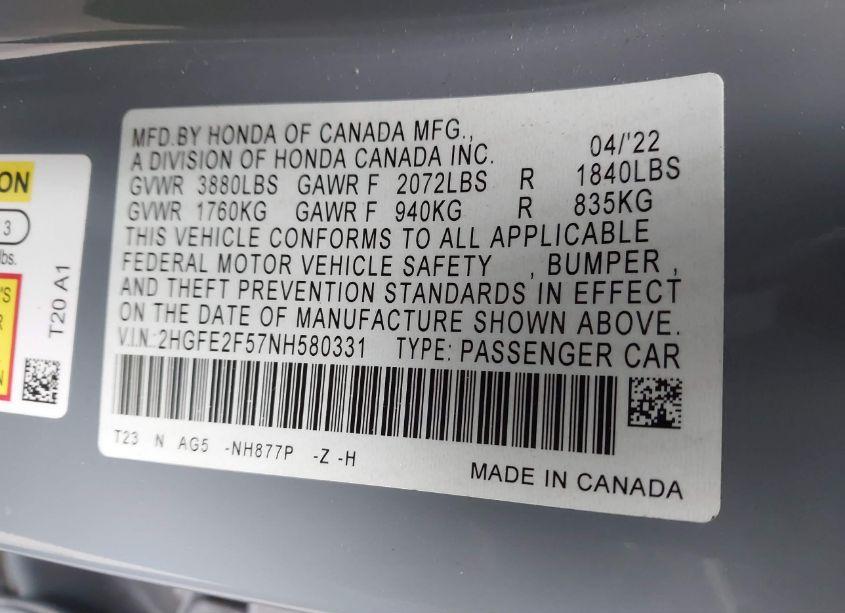 MFD.BY HONDA OF CANADA MFG.,
A DIVISION OF HONDA CANADA INC. 04/'22
GVWR 3880LBS GAWR F 2072LBS R 1840LBS
GVWR 1760KG GAWR F 940KG R 835KG
THIS VEHICLE CONFORMS TO ALL APPLICABLE
FEDERAL MOTOR VEHICLE SAFETY , BUMPER ,
AND THEFT PREVENTION STANDARDS IN EFFECT
ON THE DATE OF MANUFACTURE SHOWN ABOVE.
V.I.N.:2HGFE2F57NH580331 TYPE: PASSENGER CAR
T23 N AG5 -NH877P -Z -H
MADE IN CANADA
ON
3
lbs.
'S
R
N
T20 A1